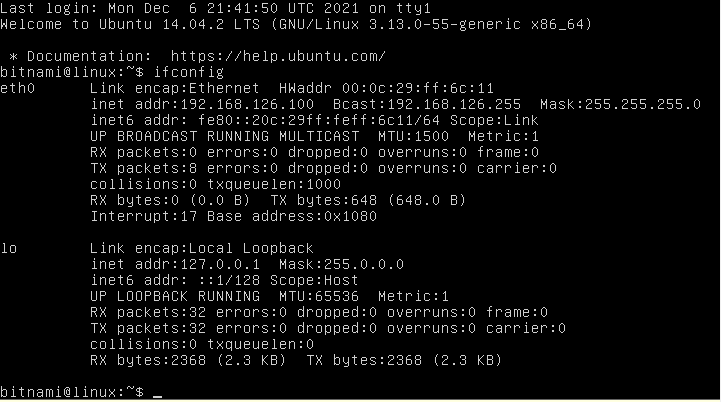 Last login: Mon Dec  6 21:41:50 UTC 2021 on tty1
Welcome to Ubuntu 14.04.2 LTS (GNU/Linux 3.13.0-55-generic x86_64)

 * Documentation:  https://help.ubuntu.com/
bitnami@linux:~$ ifconfig
eth0      Link encap:Ethernet  HWaddr 00:0c:29:ff:6c:11
          inet addr:192.168.126.100  Bcast:192.168.126.255  Mask:255.255.255.0
          inet6 addr: fe80::20c:29ff:feff:6c11/64 Scope:Link
          UP BROADCAST RUNNING MULTICAST  MTU:1500  Metric:1
          RX packets:0 errors:0 dropped:0 overruns:0 frame:0
          TX packets:8 errors:0 dropped:0 overruns:0 carrier:0
          collisions:0 txqueuelen:1000
          RX bytes:0 (0.0 B)  TX bytes:648 (648.0 B)
          Interrupt:17 Base address:0x1080

lo        Link encap:Local Loopback
          inet addr:127.0.0.1  Mask:255.0.0.0
          inet6 addr: ::1/128 Scope:Host
          UP LOOPBACK RUNNING  MTU:65536  Metric:1
          RX packets:32 errors:0 dropped:0 overruns:0 frame:0
          TX packets:32 errors:0 dropped:0 overruns:0 carrier:0
          collisions:0 txqueuelen:0
          RX bytes:2368 (2.3 KB)  TX bytes:2368 (2.3 KB)

bitnami@linux:~$ _